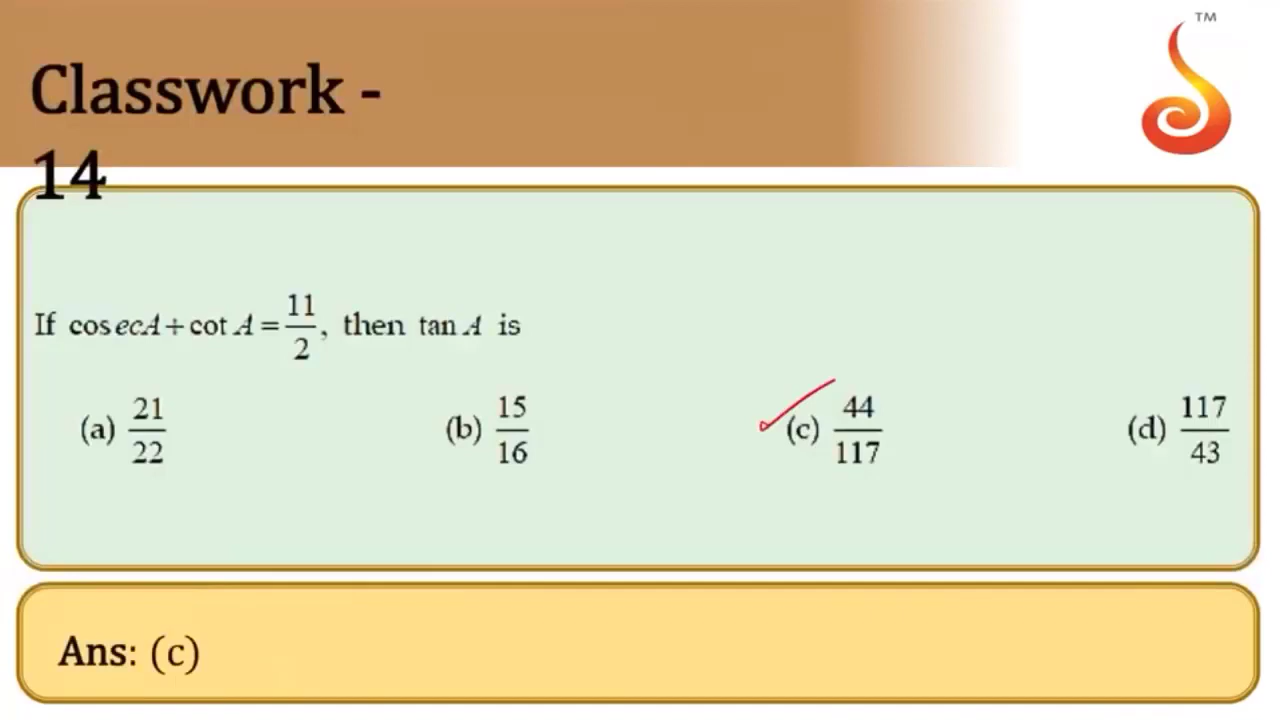 TM
Classwork -
14
If cosecA + cot A = 11/2, then tan A is
(a) 21/22 (b) 15/16 (c) 44/117 (d) 117/43
Ans: (c)